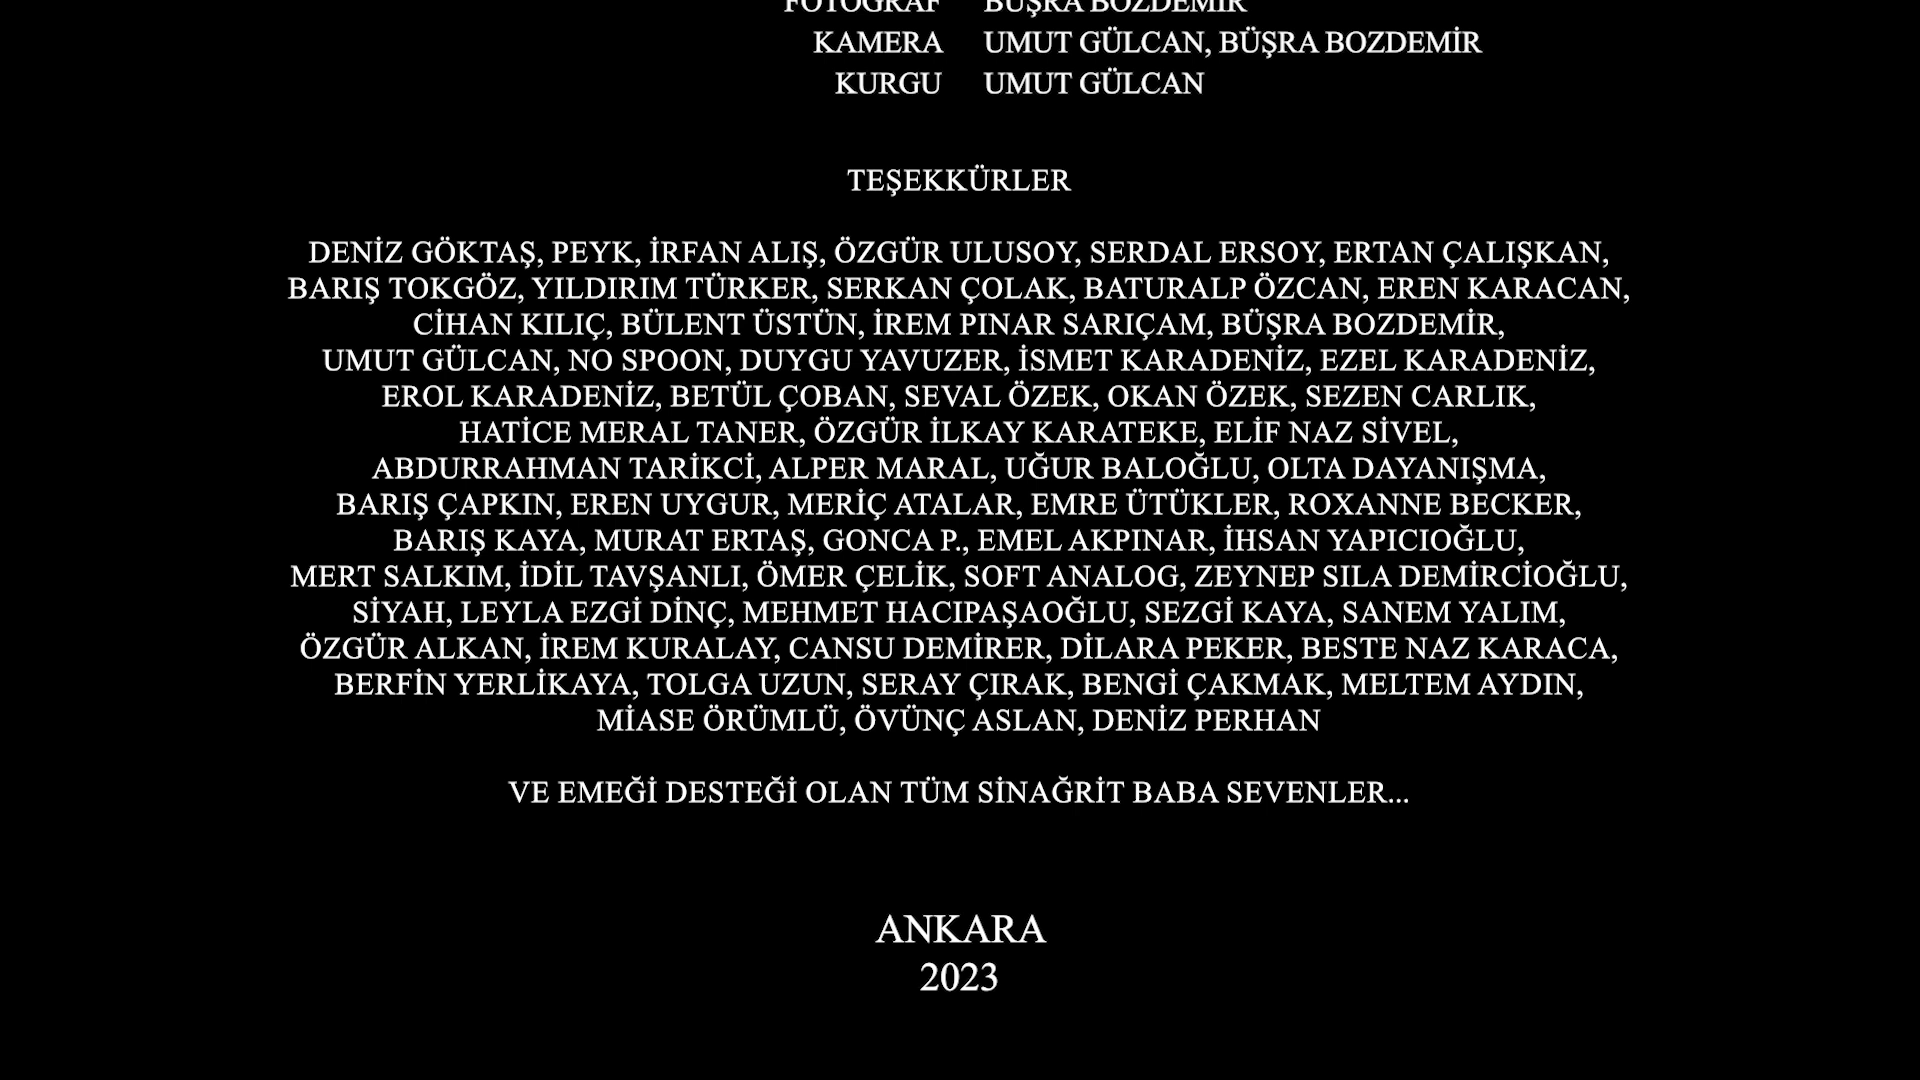 FOTOĞRAF BÜŞRA BOZDEMİR
KAMERA UMUT GÜLCAN, BÜŞRA BOZDEMİR
KURGU UMUT GÜLCAN
TEŞEKKÜRLER
DENİZ GÖKTAŞ, PEYK, İRFAN ALIŞ, ÖZGÜR ULUSOY, SERDAL ERSOY, ERTAN ÇALIŞKAN,
BARIŞ TOKGÖZ, YILDIRIM TÜRKER, SERKAN ÇOLAK, BATURALP ÖZCAN, EREN KARACAN,
CİHAN KILIÇ, BÜLENT ÜSTÜN, İREM PINAR SARIÇAM, BÜŞRA BOZDEMİR,
UMUT GÜLCAN, NO SPOON, DUYGU YAVUZER, İSMET KARADENİZ, EZEL KARADENİZ,
EROL KARADENİZ, BETÜL ÇOBAN, SEVAL ÖZEK, OKAN ÖZEK, SEZEN CARLIK,
HATİCE MERAL TANER, ÖZGÜR İLKAY KARATEKE, ELİF NAZ SİVEL,
ABDURRAHMAN TARİKCİ, ALPER MARAL, UĞUR BALOĞLU, OLTA DAYANIŞMA,
BARIŞ ÇAPKIN, EREN UYGUR, MERİÇ ATALAR, EMRE ÜTÜKLER, ROXANNE BECKER,
BARIŞ KAYA, MURAT ERTAŞ, GONCA P., EMEL AKPINAR, İHSAN YAPICIOĞLU,
MERT SALKIM, İDİL TAVŞANLI, ÖMER ÇELİK, SOFT ANALOG, ZEYNEP SILA DEMİRCİOĞLU,
SİYAH, LEYLA EZGİ DİNÇ, MEHMET HACIPAŞAOĞLU, SEZGİ KAYA, SANEM YALIM,
ÖZGÜR ALKAN, İREM KURALAY, CANSU DEMİRER, DİLARA PEKER, BESTE NAZ KARACA,
BERFİN YERLİKAYA, TOLGA UZUN, SERAY ÇIRAK, BENGİ ÇAKMAK, MELTEM AYDIN,
MİASE ÖRÜMLÜ, ÖVÜNÇ ASLAN, DENİZ PERHAN
VE EMEĞİ DESTEĞİ OLAN TÜM SİNAĞRİT BABA SEVENLER...
ANKARA
2023